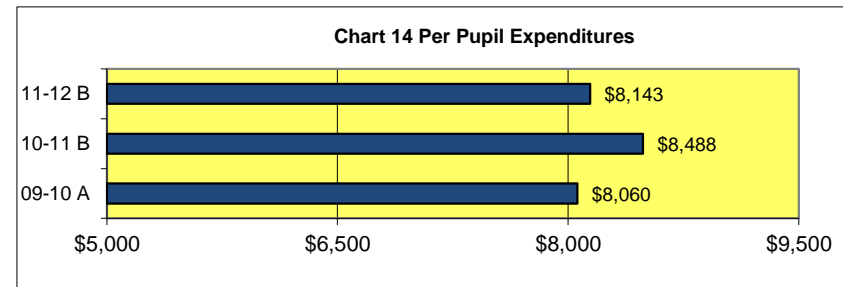 Chart 14 Per Pupil Expenditures
11-12 B
$8,143
10-11 B
$8,488
09-10 A
$8,060
$5,000 $6,500 $8,000 $9,500